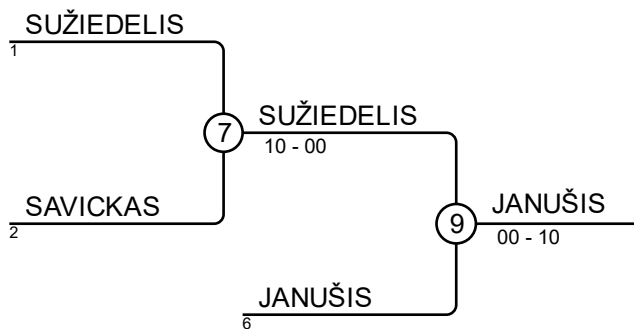 SUŽIEDELIS
1
7
SUŽIEDELIS
10 - 00
SAVICKAS
2
9
JANUŠIS
00 - 10
JANUŠIS
6